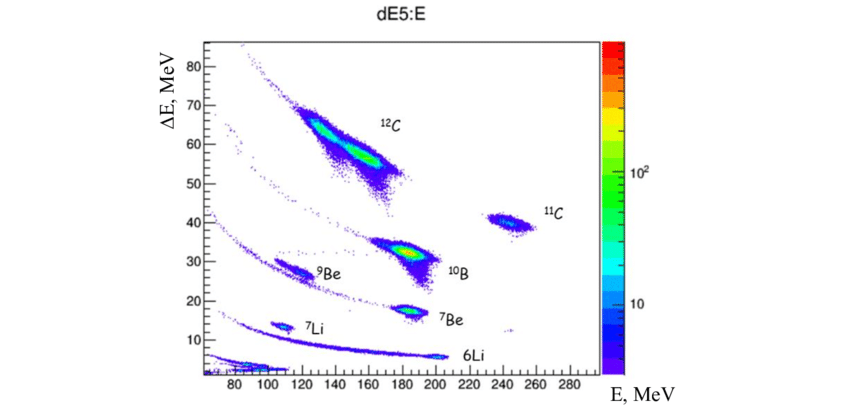 dE5:E
ΔE, MeV
80
70
60
50
40
30
20
10
¹²C
¹¹C
¹⁰B
⁹Be
⁷Be
⁷Li
6Li
10²
10
80 100 120 140 160 180 200 220 240 260 280
E, MeV